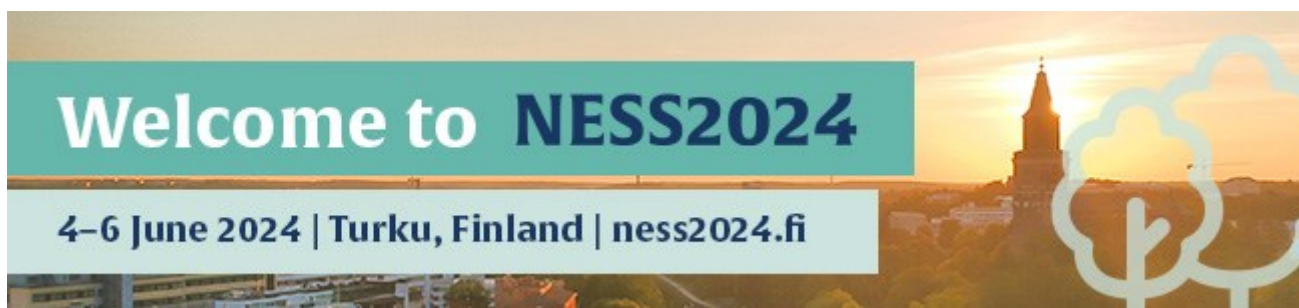 Welcome to NESS2024
4–6 June 2024 | Turku, Finland | ness2024.fi